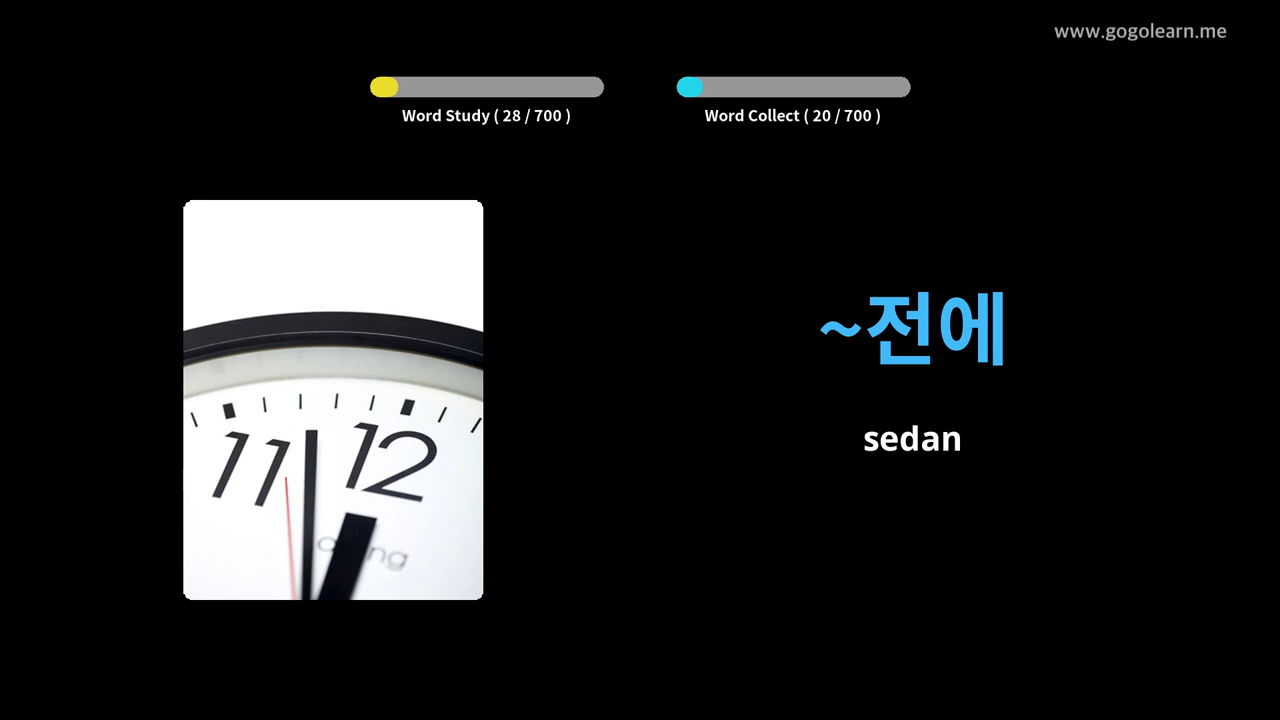 www.gogolearn.me
Word Study ( 28 / 700 )
Word Collect ( 20 / 700 )
~전에
sedan
11
12